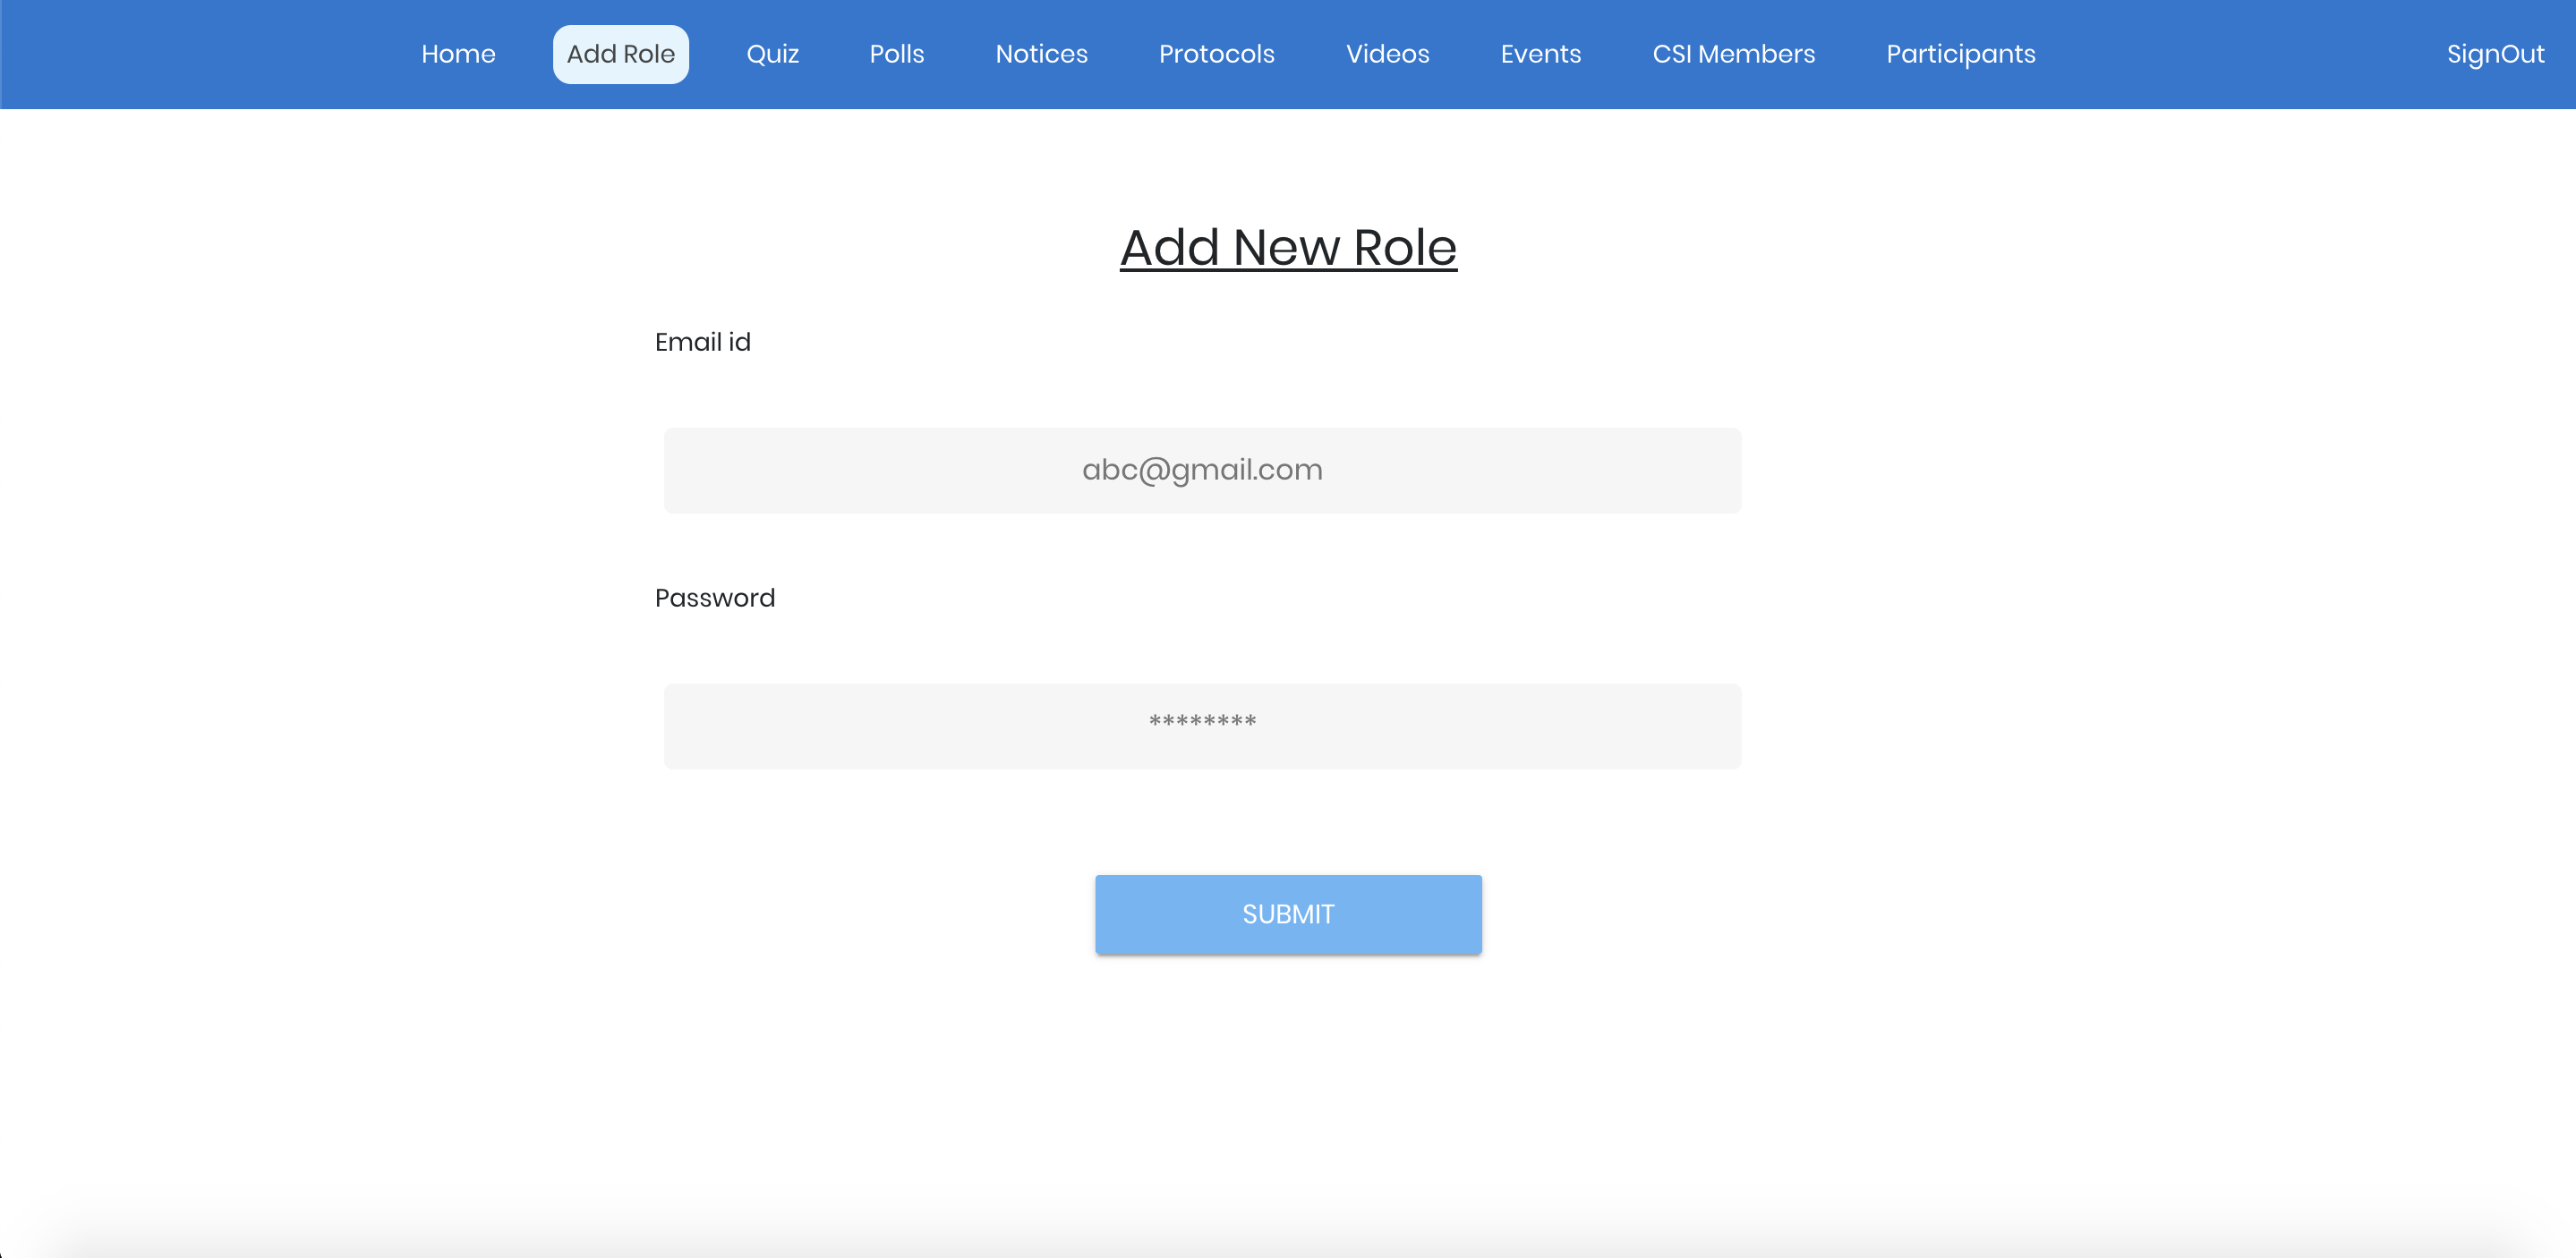 Home Add Role Quiz Polls Notices Protocols Videos Events CSI Members Participants SignOut
Add New Role
Email id
abc@gmail.com
Password
********
SUBMIT